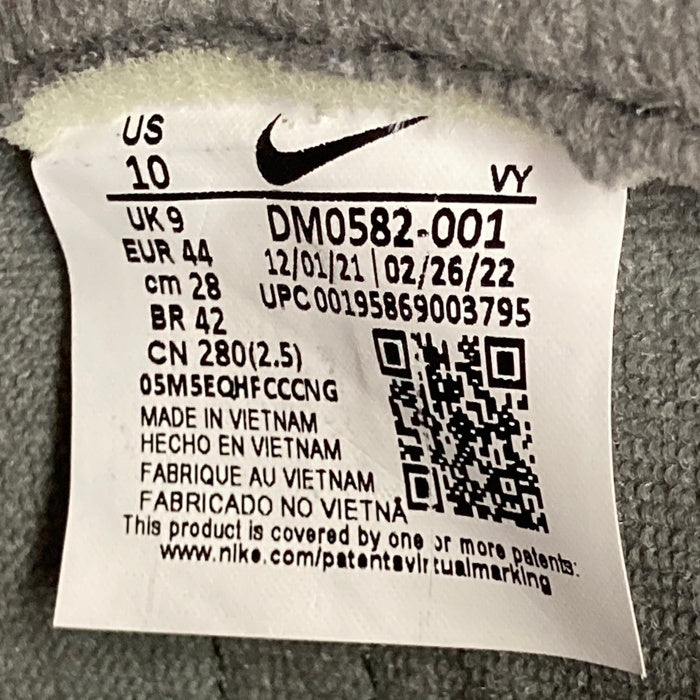 US
10
VY
UK 9
EUR 44
cm 28
BR 42
CN 280(2.5)
DM0582-001
12/01/21 | 02/26/22
UPC 00195869003795
05M5EQHFCCCNG
MADE IN VIETNAM
HECHO EN VIETNAM
FABRIQUE AU VIETNAM
FABRICADO NO VIETNÃ
This product is covered by one or more patents:
www.nike.com/patentsvirtualmarking